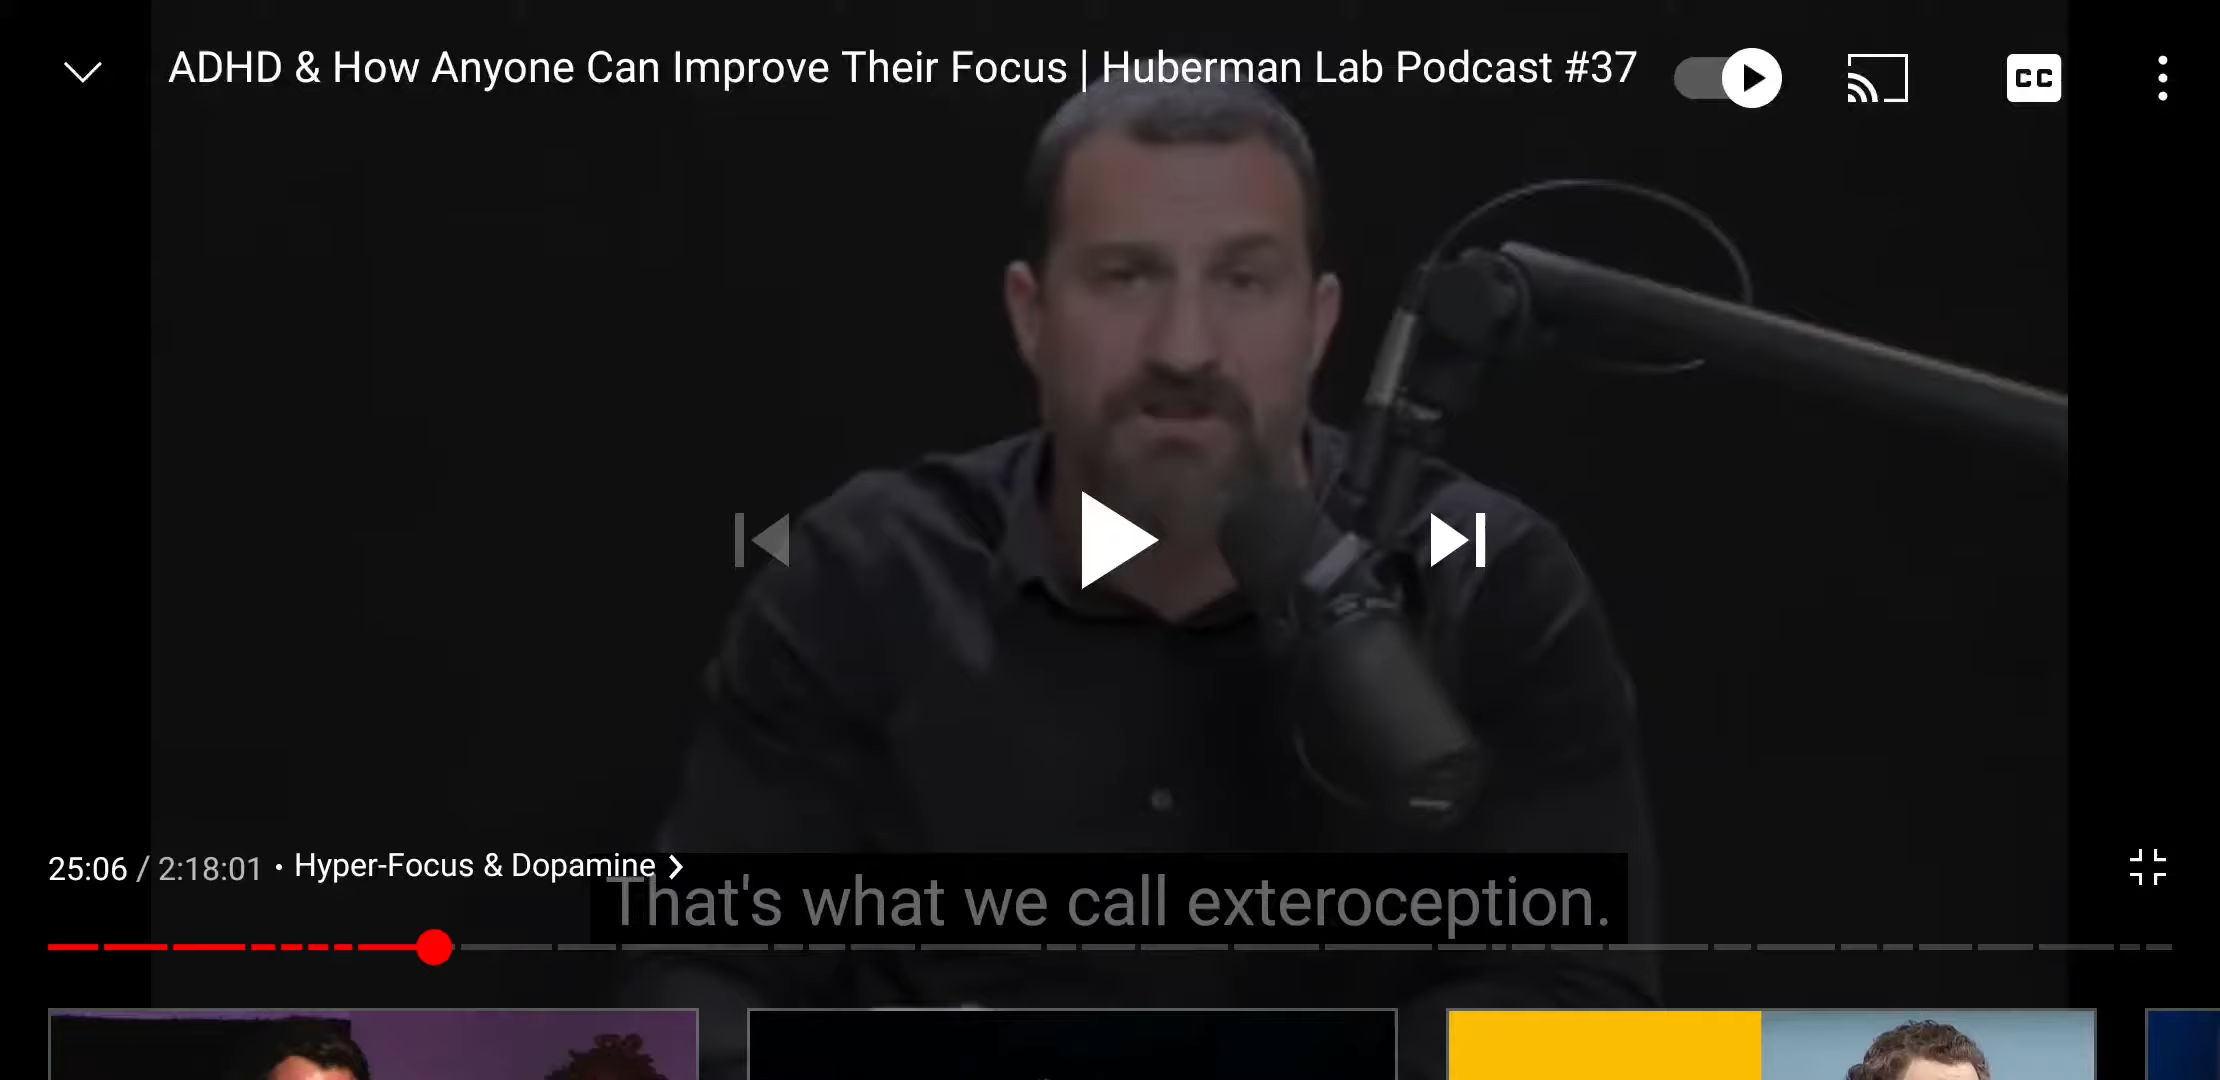 ADHD & How Anyone Can Improve Their Focus | Huberman Lab Podcast #37
CC
25:06 / 2:18:01 • Hyper-Focus & Dopamine
That's what we call exteroception.